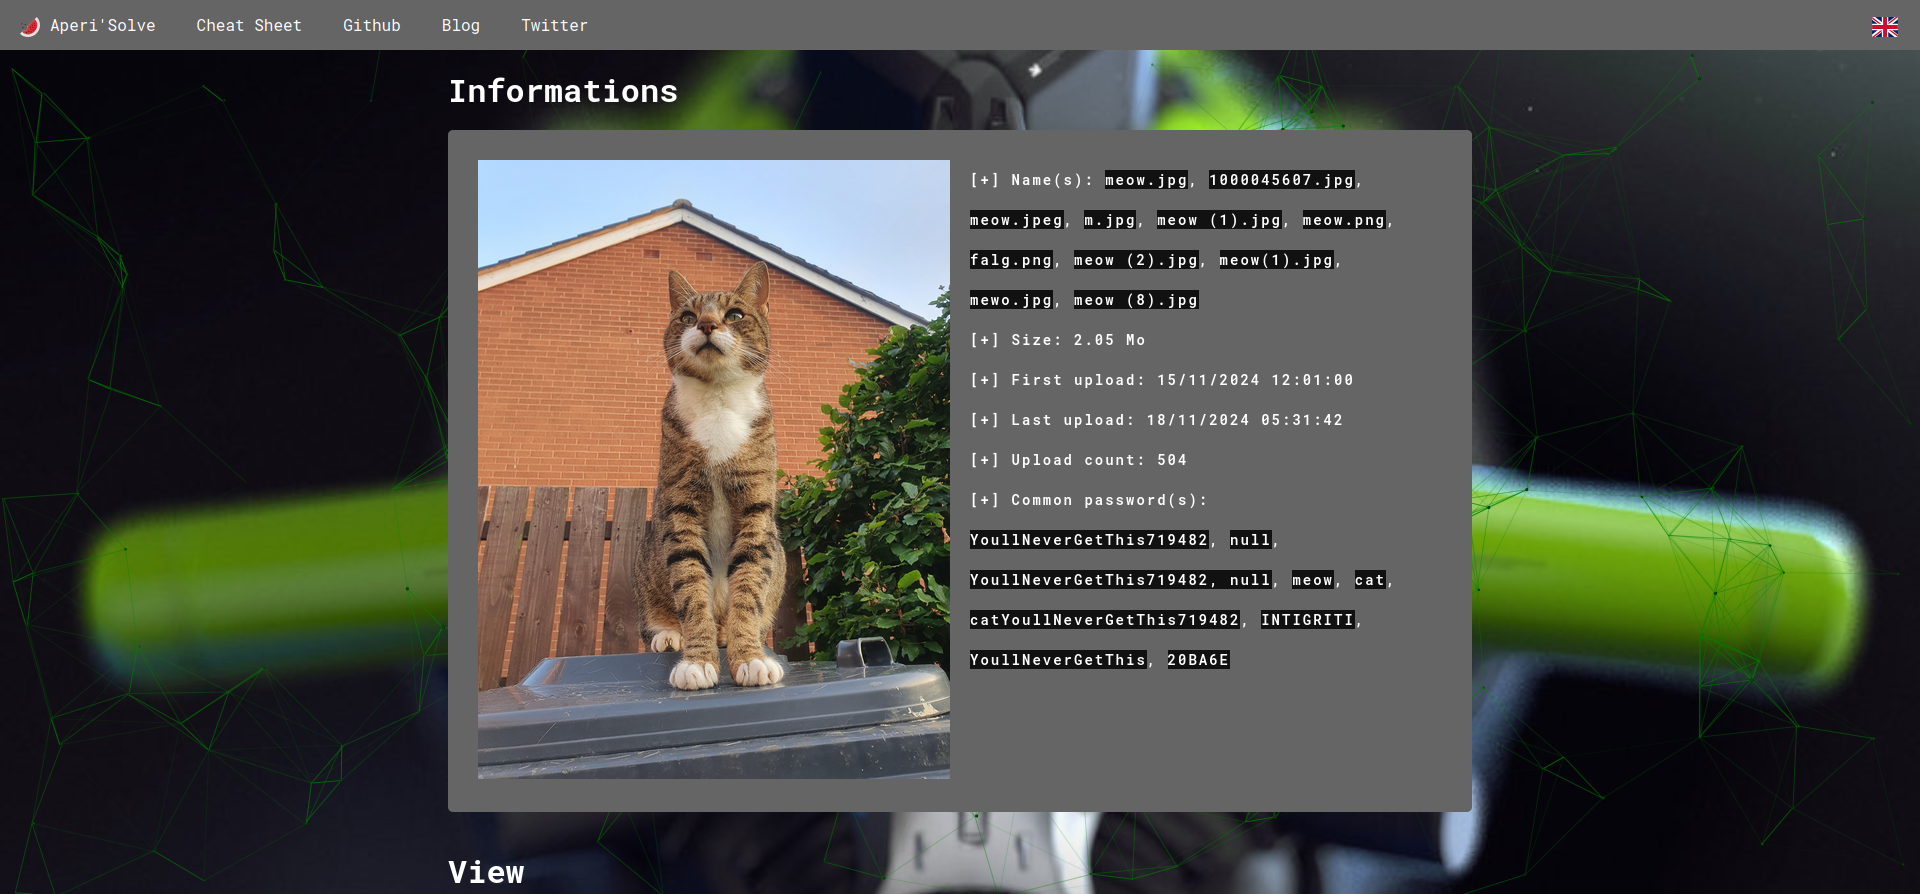 Aperi'Solve Cheat Sheet Github Blog Twitter
Informations
[+] Name(s): meow.jpg, 1000045607.jpg,
meow.jpeg, m.jpg, meow (1).jpg, meow.png,
falg.png, meow (2).jpg, meow(1).jpg,
mewo.jpg, meow (8).jpg
[+] Size: 2.05 Mo
[+] First upload: 15/11/2024 12:01:00
[+] Last upload: 18/11/2024 05:31:42
[+] Upload count: 504
[+] Common password(s):
YoullNeverGetThis719482, null,
YoullNeverGetThis719482, null, meow, cat,
catYoullNeverGetThis719482, INTIGRITI,
YoullNeverGetThis, 20BA6E
View